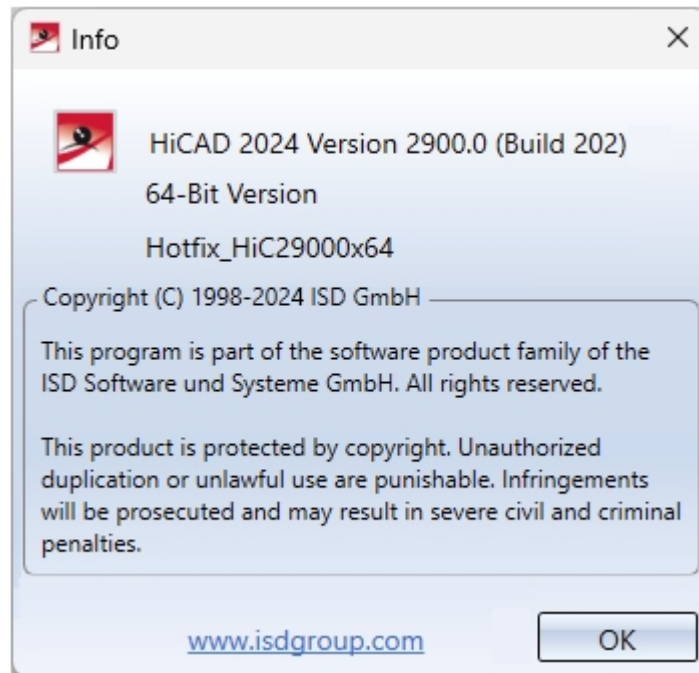 Info
HiCAD 2024 Version 2900.0 (Build 202)
64-Bit Version
Hotfix_HiC29000x64
Copyright (C) 1998-2024 ISD GmbH
This program is part of the software product family of the
ISD Software und Systeme GmbH. All rights reserved.
This product is protected by copyright. Unauthorized
duplication or unlawful use are punishable. Infringements
will be prosecuted and may result in severe civil and criminal
penalties.
www.isdgroup.com
OK